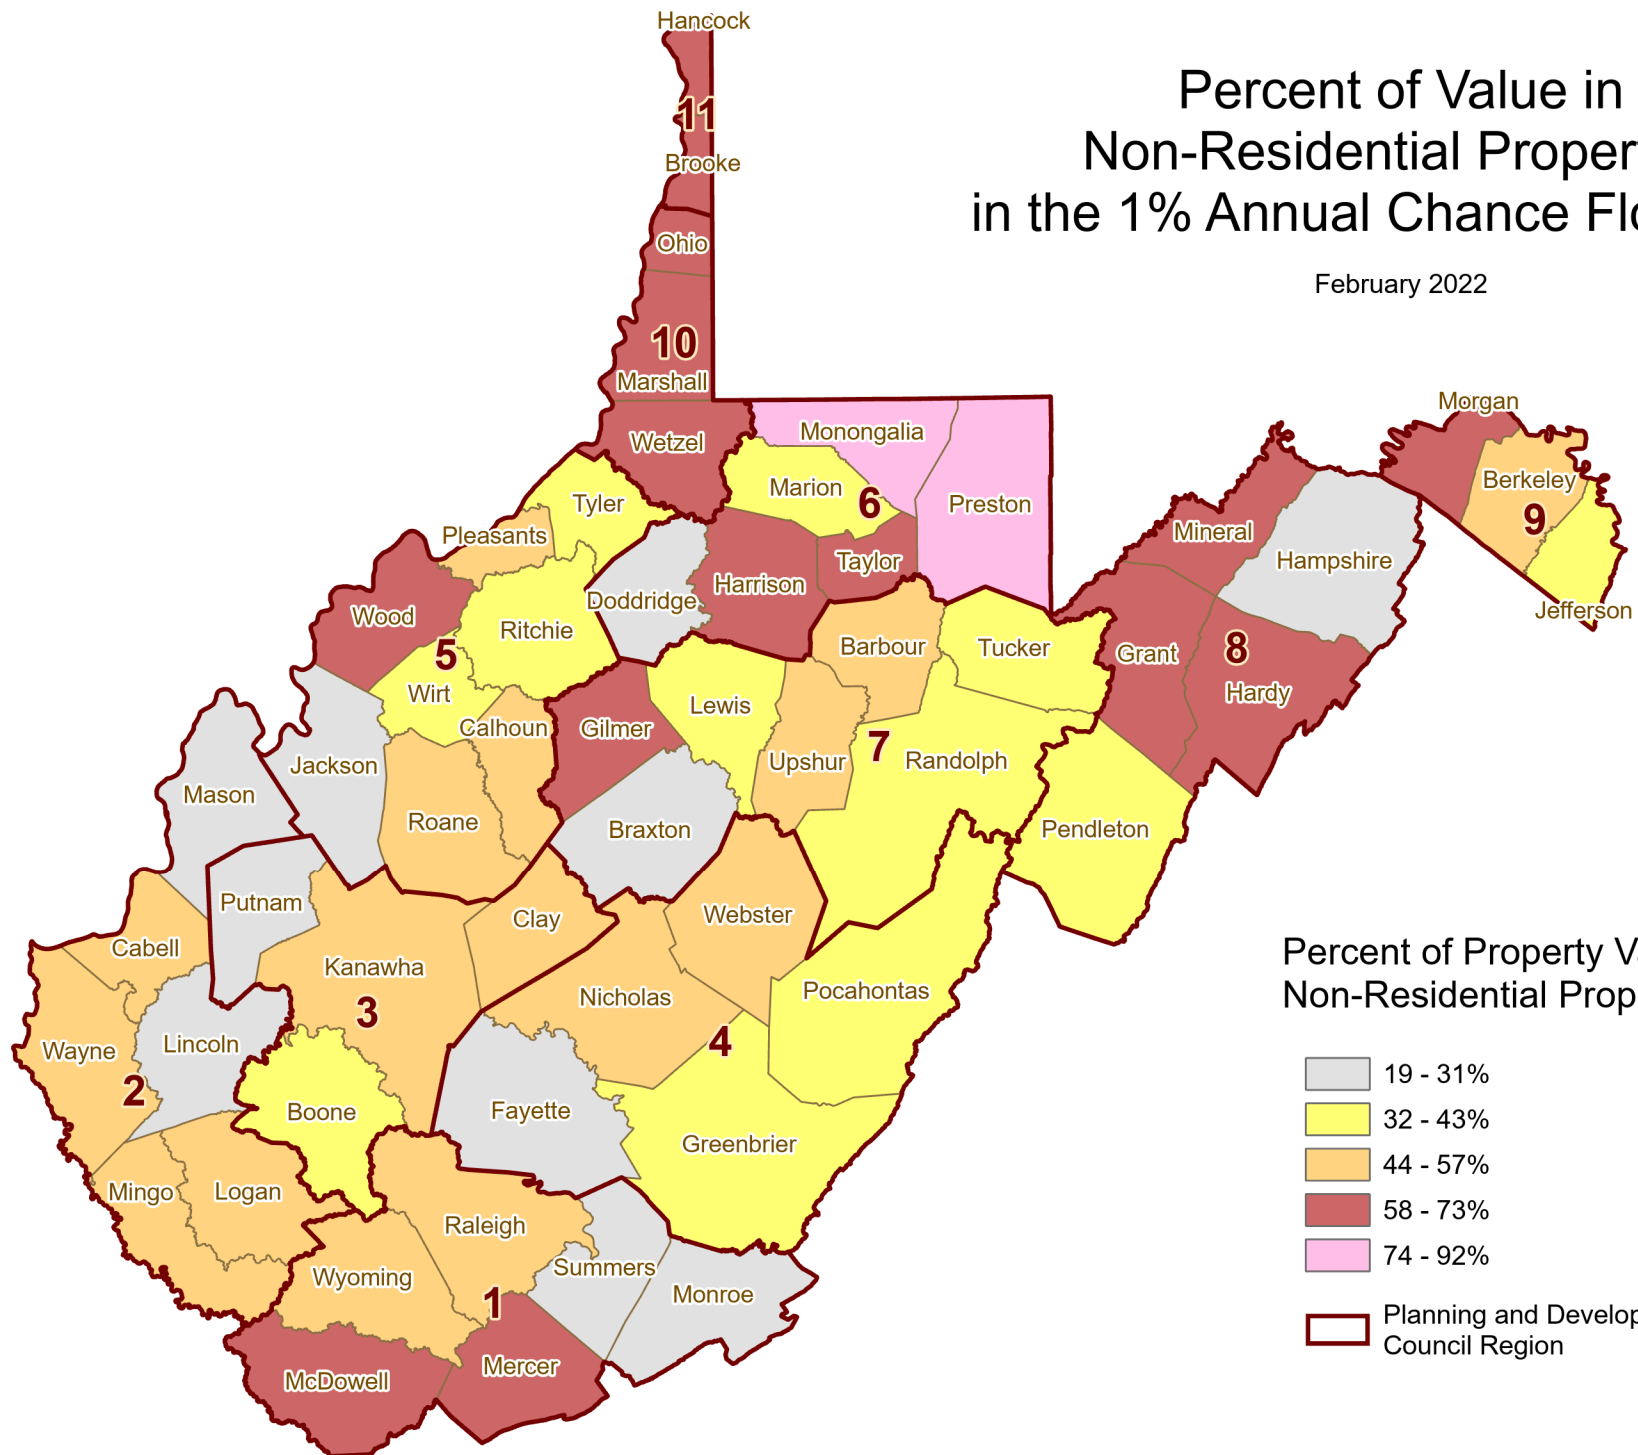 Percent of Value in
Non-Residential Proper
in the 1% Annual Chance Flo
February 2022
Hancock
11
Brooke
Ohio
10
Marshall
Wetzel
Monongalia
Marion
6
Preston
Tyler
Pleasants
Taylor
Harrison
Doddridge
Wood
Ritchie
5
Wirt
Calhoun
Gilmer
Lewis
Barbour
Tucker
Upshur
7
Randolph
Morgan
Berkeley
9
Jefferson
Mineral
Hampshire
Grant
8
Hardy
Pendleton
Jackson
Mason
Roane
Braxton
Putnam
Clay
Webster
Cabell
Kanawha
3
Nicholas
Pocahontas
4
Wayne
Lincoln
2
Boone
Fayette
Greenbrier
Mingo
Logan
Raleigh
Wyoming
Summers
1
Monroe
McDowell
Mercer
Percent of Property Va
Non-Residential Prop
19 - 31%
32 - 43%
44 - 57%
58 - 73%
74 - 92%
Planning and Develop
Council Region